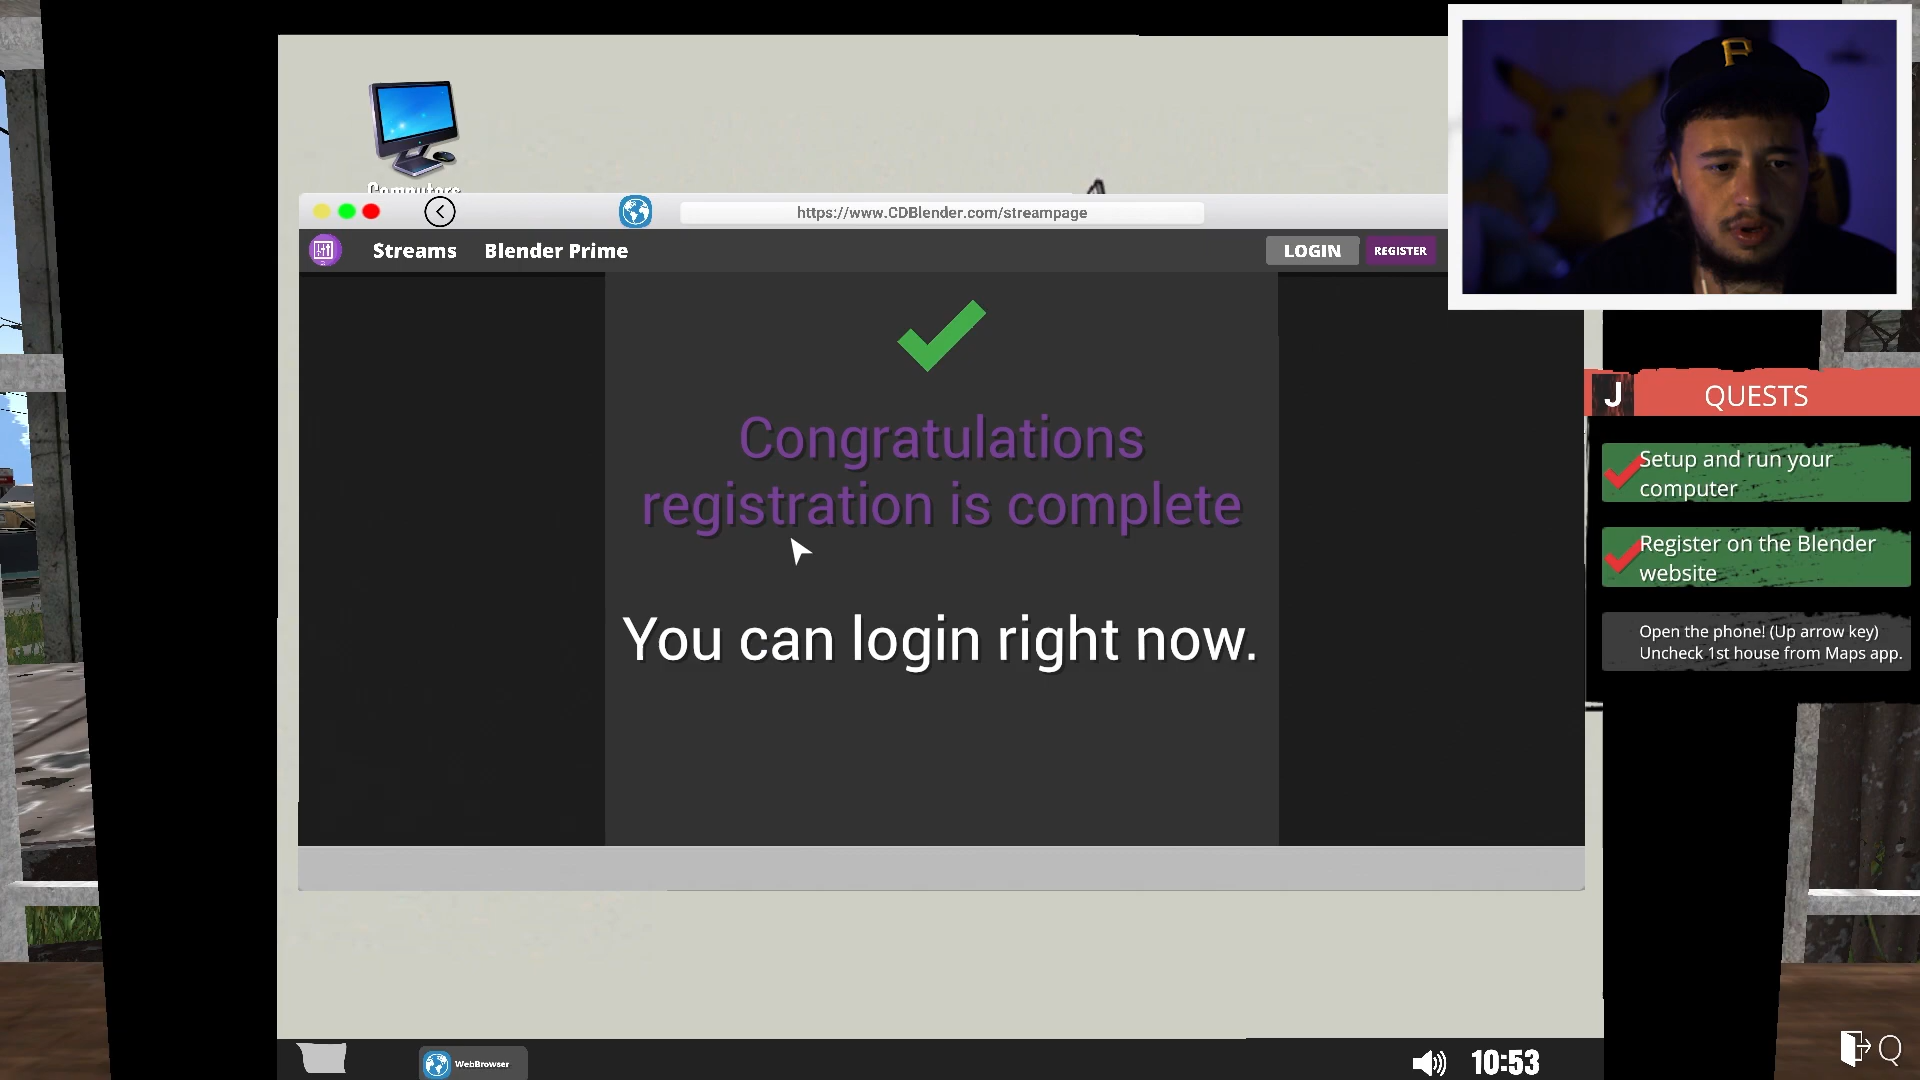 P
Computers
https://www.CDBlender.com/streampage
Streams Blender Prime LOGIN REGISTER
Congratulations
registration is complete
You can login right now.
J QUESTS
Setup and run your
computer
Register on the Blender
website
Open the phone! (Up arrow key)
Uncheck 1st house from Maps app.
WebBrowser
10:53
Q